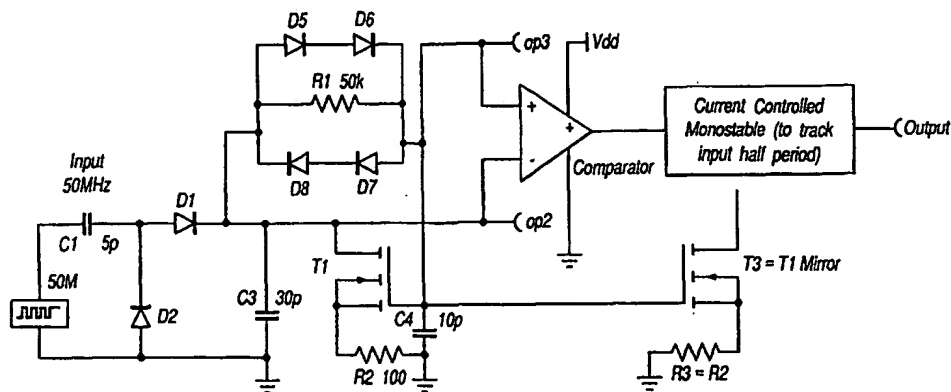 D5
D6
op3
Vdd
R1 50k
+
+
-
Comparator
Current Controlled
Monostable (to track
input half period)
Output
D8
D7
Input
50MHz
D1
op2
C1
5p
T1
T3 = T1 Mirror
50M
D2
C3
30p
C4
10p
R2 100
R3 = R2